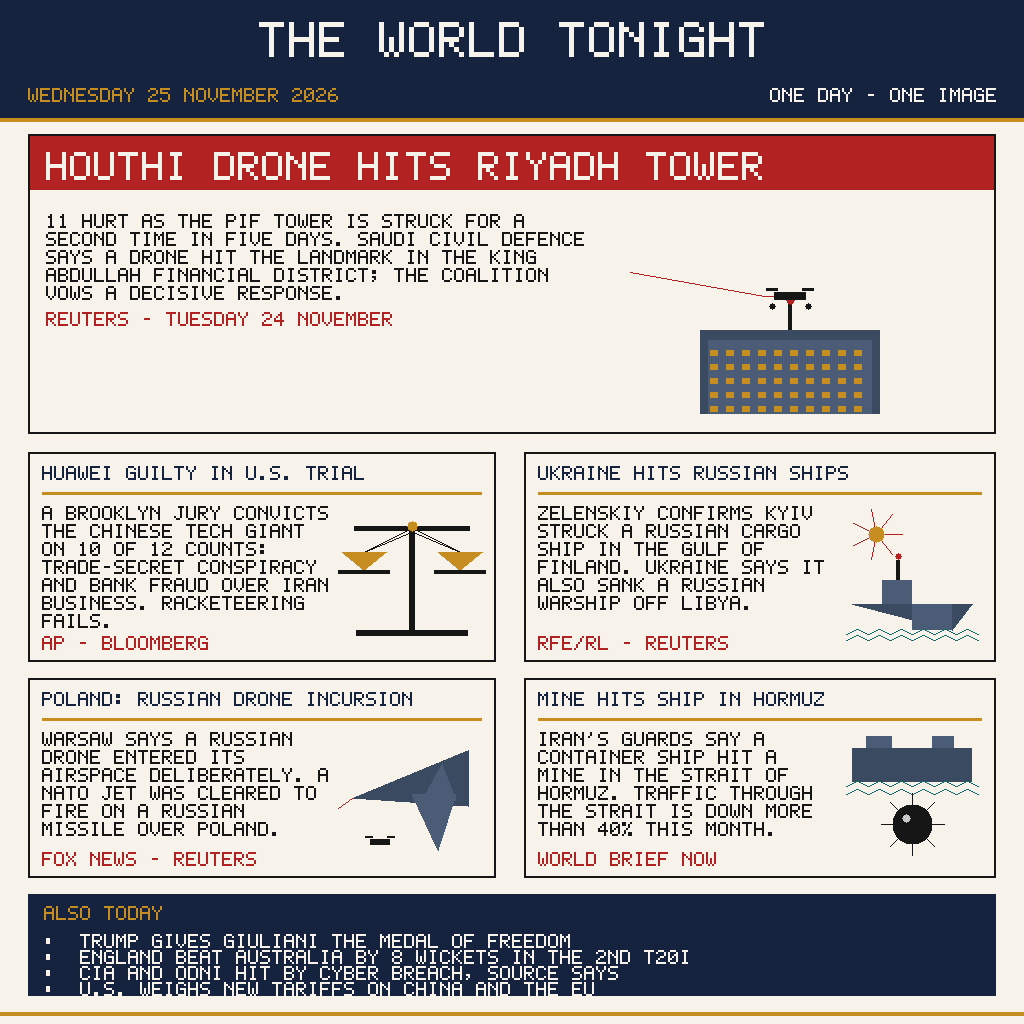 THE WORLD TONIGHT
WEDNESDAY 25 NOVEMBER 2026
ONE DAY - ONE IMAGE
HOUTHI DRONE HITS RIYADH TOWER
11 HURT AS THE PIF TOWER IS STRUCK FOR A
SECOND TIME IN FIVE DAYS. SAUDI CIVIL DEFENCE
SAYS A DRONE HIT THE LANDMARK IN THE KING
ABDULLAH FINANCIAL DISTRICT; THE COALITION
VOWS A DECISIVE RESPONSE.
REUTERS - TUESDAY 24 NOVEMBER
HUAWEI GUILTY IN U.S. TRIAL
A BROOKLYN JURY CONVICTS
THE CHINESE TECH GIANT
ON 10 OF 12 COUNTS:
TRADE-SECRET CONSPIRACY
AND BANK FRAUD OVER IRAN
BUSINESS. RACKETEERING
FAILS.
AP - BLOOMBERG
UKRAINE HITS RUSSIAN SHIPS
ZELENSKIY CONFIRMS KYIV
STRUCK A RUSSIAN CARGO
SHIP IN THE GULF OF
FINLAND. UKRAINE SAYS IT
ALSO SANK A RUSSIAN
WARSHIP OFF LIBYA.
RFE/RL - REUTERS
POLAND: RUSSIAN DRONE INCURSION
WARSAW SAYS A RUSSIAN
DRONE ENTERED ITS
AIRSPACE DELIBERATELY. A
NATO JET WAS CLEARED TO
FIRE ON A RUSSIAN
MISSILE OVER POLAND.
FOX NEWS - REUTERS
MINE HITS SHIP IN HORMUZ
IRAN'S GUARDS SAY A
CONTAINER SHIP HIT A
MINE IN THE STRAIT OF
HORMUZ. TRAFFIC THROUGH
THE STRAIT IS DOWN MORE
THAN 40% THIS MONTH.
WORLD BRIEF NOW
ALSO TODAY
• TRUMP GIVES GIULIANI THE MEDAL OF FREEDOM
• ENGLAND BEAT AUSTRALIA BY 8 WICKETS IN THE 2ND T20I
• CIA AND ODNI HIT BY CYBER BREACH, SOURCE SAYS
• U.S. WEIGHS NEW TARIFFS ON CHINA AND THE EU